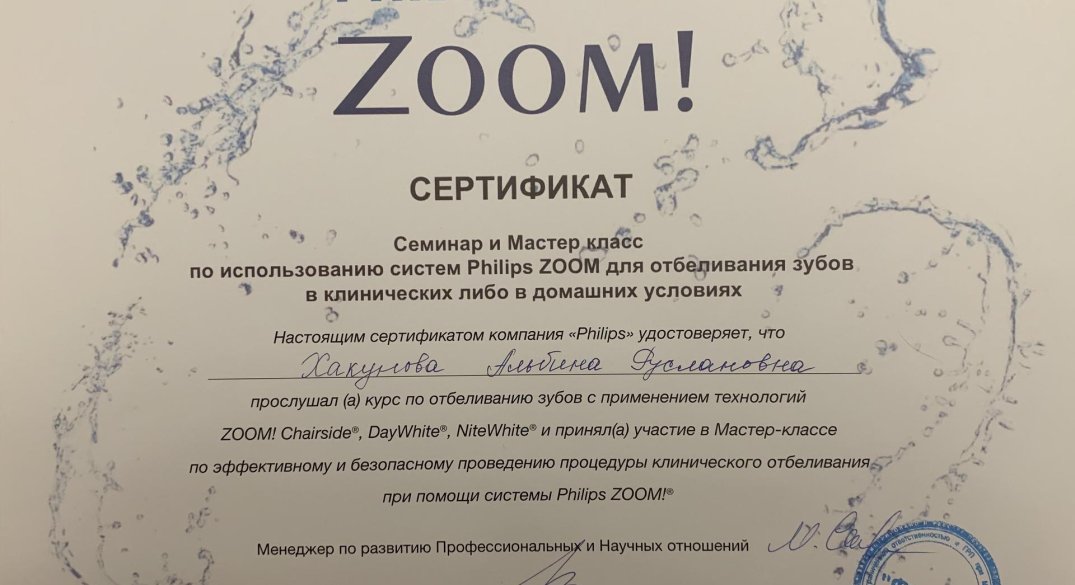 ZOOM!
СЕРТИФИКАТ
Семинар и Мастер класс
по использованию систем Philips ZOOM для отбеливания зубов
в клинических либо в домашних условиях
Настоящим сертификатом компания «Philips» удостоверяет, что
Хакулова Альбина Руслановна
прослушал (а) курс по отбеливанию зубов с применением технологий
ZOOM! Chairside®, DayWhite®, NiteWhite® и принял(а) участие в Мастер-классе
по эффективному и безопасному проведению процедуры клинического отбеливания
при помощи системы Philips ZOOM!®
Менеджер по развитию Профессиональных и Научных отношений